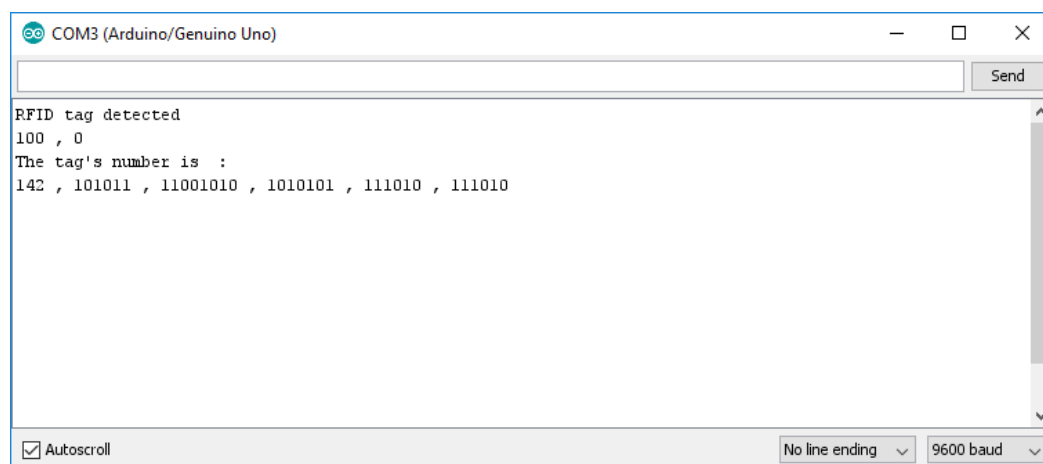 COM3 (Arduino/Genuino Uno)
Send
RFID tag detected
100 , 0
The tag's number is  :
142 , 101011 , 11001010 , 1010101 , 111010 , 111010
Autoscroll
No line ending
9600 baud